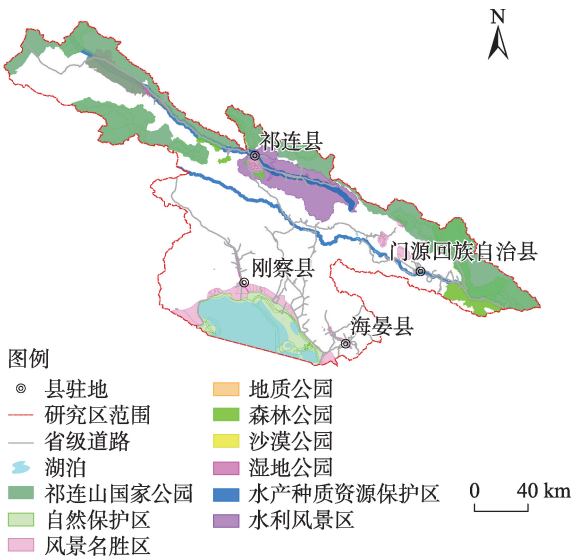 N
祁连县
门源回族自治县
刚察县
海晏县
图例
县驻地
研究区范围
省级道路
湖泊
祁连山国家公园
自然保护区
风景名胜区
地质公园
森林公园
沙漠公园
湿地公园
水产种质资源保护区
水利风景区
0 40 km